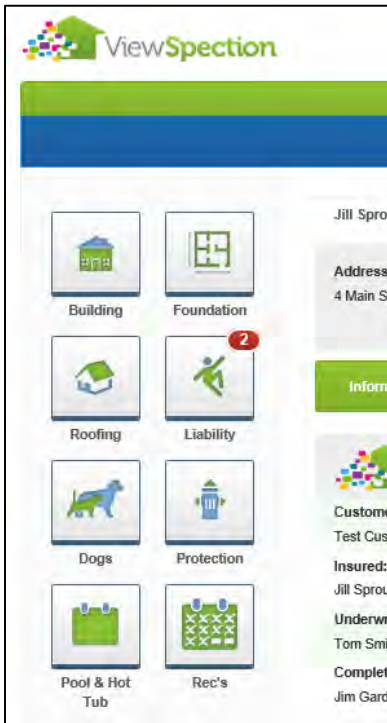 ViewSpection
Jill Spro
Address
4 Main S
Building
Foundation
2
Roofing
Liability
Inform
Dogs
Protection
Custome
Test Cus
Insured:
Jill Sprou
Underwr
Tom Smi
Pool & Hot
Tub
Rec's
Complet
Jim Gard